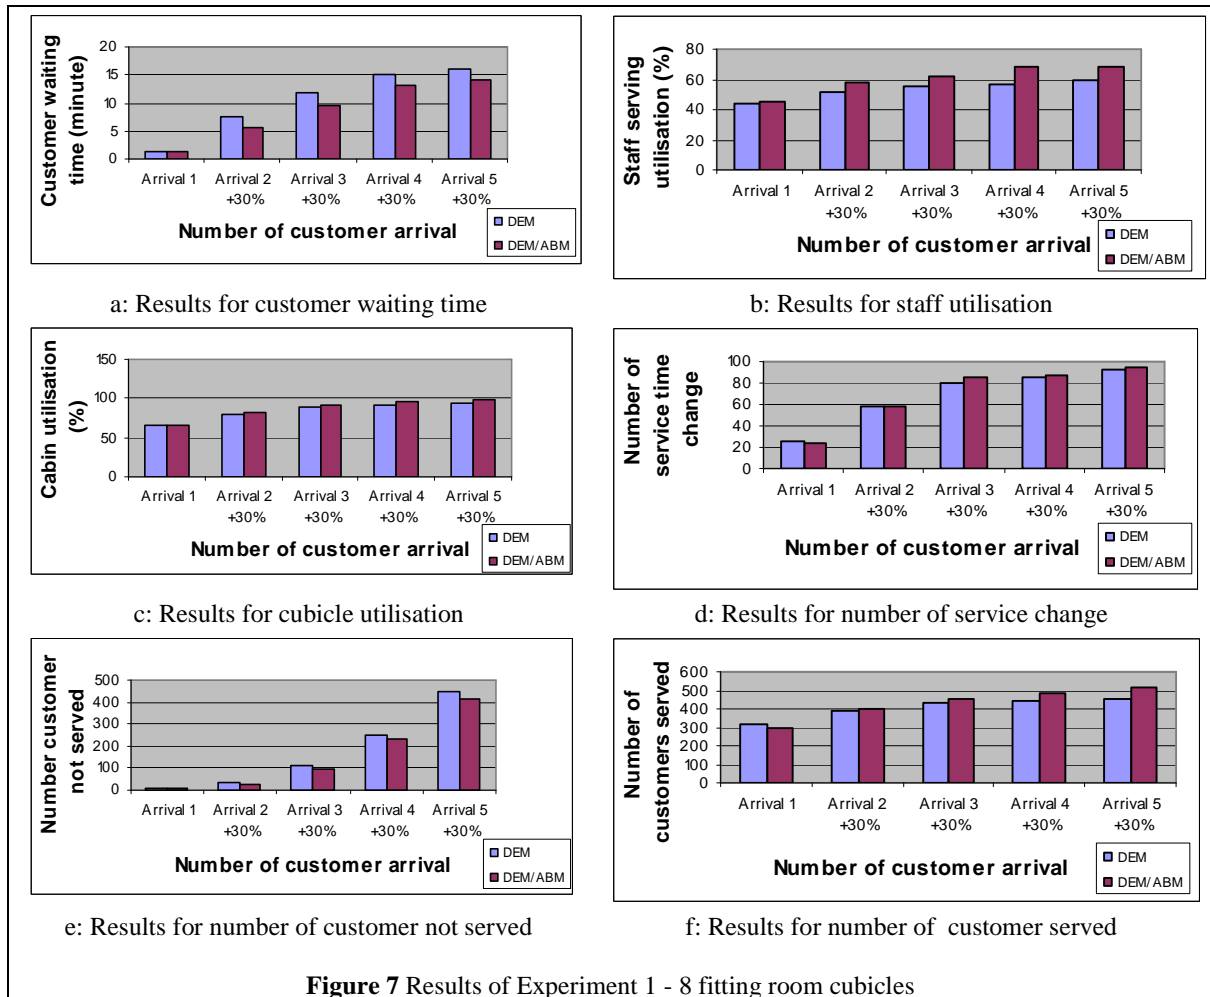 Customer waiting
time (minute)
20
15
10
5
0
Arrival 1 Arrival 2 Arrival 3 Arrival 4 Arrival 5
+30% +30% +30% +30%
Number of customer arrival
DEM
DEM/ABM
a: Results for customer waiting time
Staff serving
utilisation (%)
80
60
40
20
0
Arrival 1 Arrival 2 Arrival 3 Arrival 4 Arrival 5
+30% +30% +30% +30%
Number of customer arrival
DEM
DEM/ABM
b: Results for staff utilisation
Cabin utilisation
(%)
150
100
50
0
Arrival 1 Arrival 2 Arrival 3 Arrival 4 Arrival 5
+30% +30% +30% +30%
Number of customer arrival
DEM
DEM/ABM
c: Results for cubicle utilisation
Number of
service time
change
100
80
60
40
20
0
Arrival 1 Arrival 2 Arrival 3 Arrival 4 Arrival 5
+30% +30% +30% +30%
Number of customer arrival
DEM
DEM/ABM
d: Results for number of service change
Number customer
not served
500
400
300
200
100
0
Arrival 1 Arrival 2 Arrival 3 Arrival 4 Arrival 5
+30% +30% +30% +30%
Number of customer arrival
DEM
DEM/ABM
e: Results for number of customer not served
Number of
customers served
600
500
400
300
200
100
0
Arrival 1 Arrival 2 Arrival 3 Arrival 4 Arrival 5
+30% +30% +30% +30%
Number of customer arrival
DEM
DEM/ABM
f: Results for number of customer served
Figure 7 Results of Experiment 1 - 8 fitting room cubicles